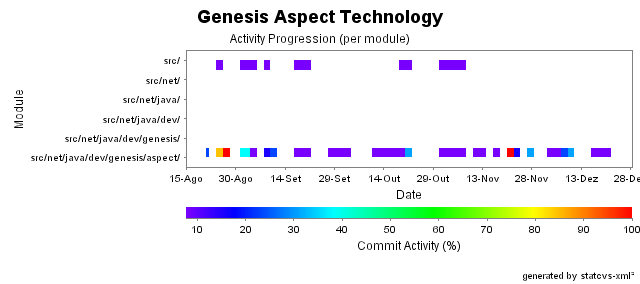 Genesis Aspect Technology
Activity Progression (per module)
Module
src/
src/net/
src/net/java/
src/net/java/dev/
src/net/java/dev/genesis/
src/net/java/dev/genesis/aspect/
15-Ago 30-Ago 14-Set 29-Set 14-Out 29-Out 13-Nov 28-Nov 13-Dez 28-De
Date
10 20 30 40 50 60 70 80 90 100
Commit Activity (%)
generated by statcvs-xml²